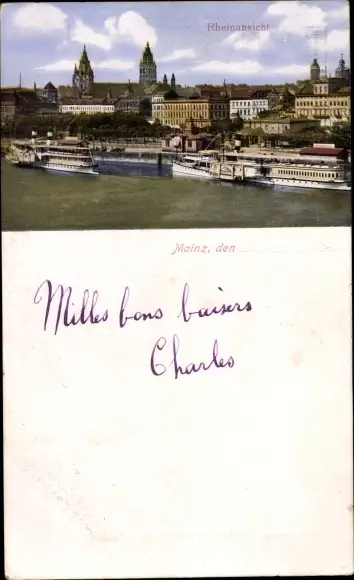 Rheinansicht
Mainz, den
Milles bons baisers
Charles